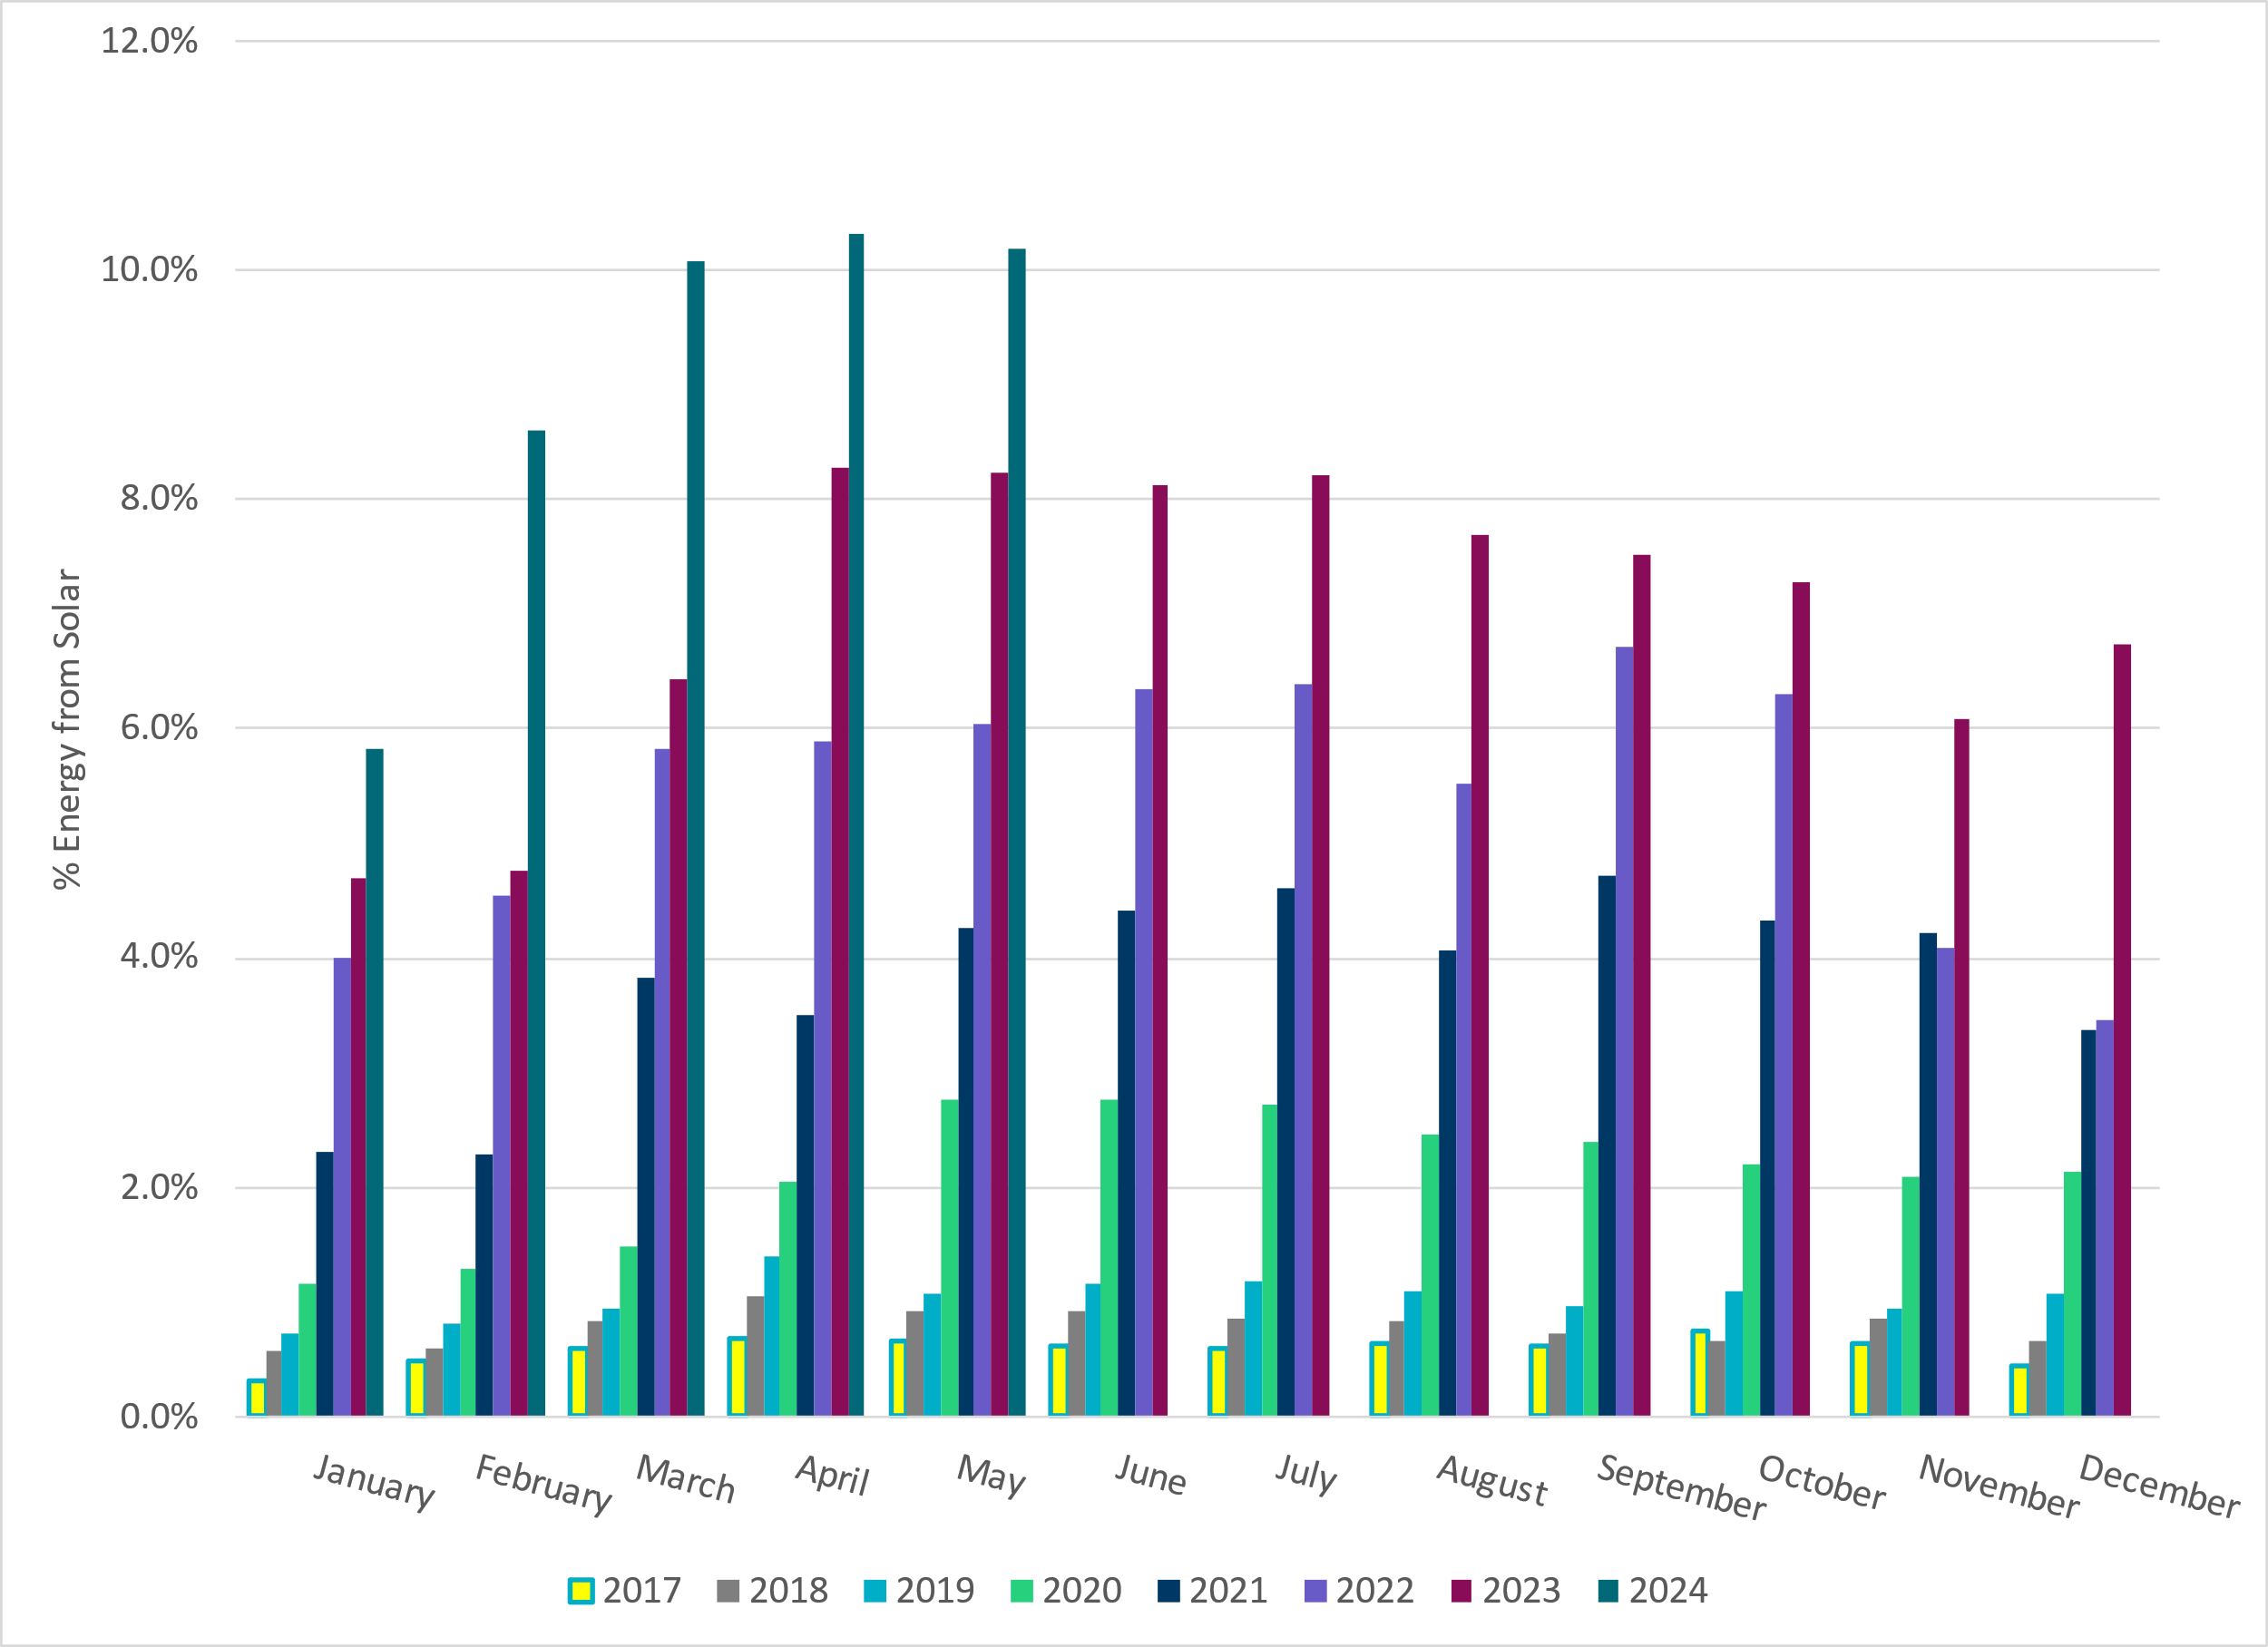 12.0%
10.0%
8.0%
6.0%
4.0%
2.0%
0.0%
% Energy from Solar
January February March April May June July August September October November December
2017 2018 2019 2020 2021 2022 2023 2024